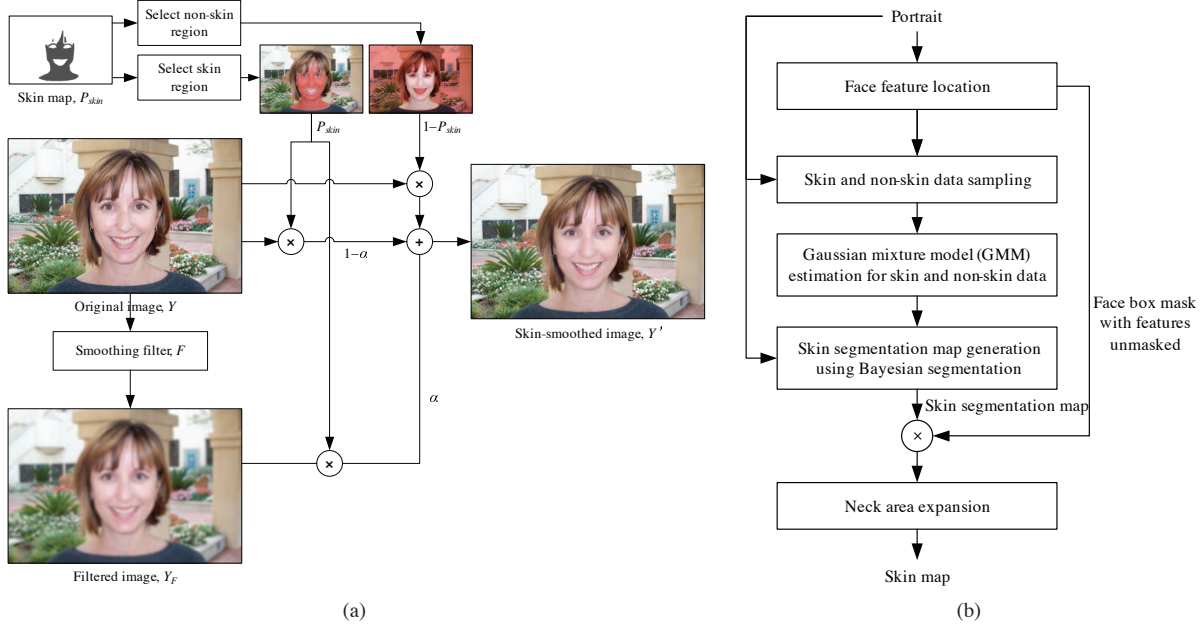 Select non-skin
region
Select skin
region
Skin map, P_skin
P_skin
1–P_skin
×
×
+
1–α
Original image, Y
Skin-smoothed image, Y’
Smoothing filter, F
α
×
Filtered image, Y_F
(a)
Portrait
Face feature location
Skin and non-skin data sampling
Gaussian mixture model (GMM)
estimation for skin and non-skin data
Face box mask
with features
unmasked
Skin segmentation map generation
using Bayesian segmentation
Skin segmentation map
×
Neck area expansion
Skin map
(b)